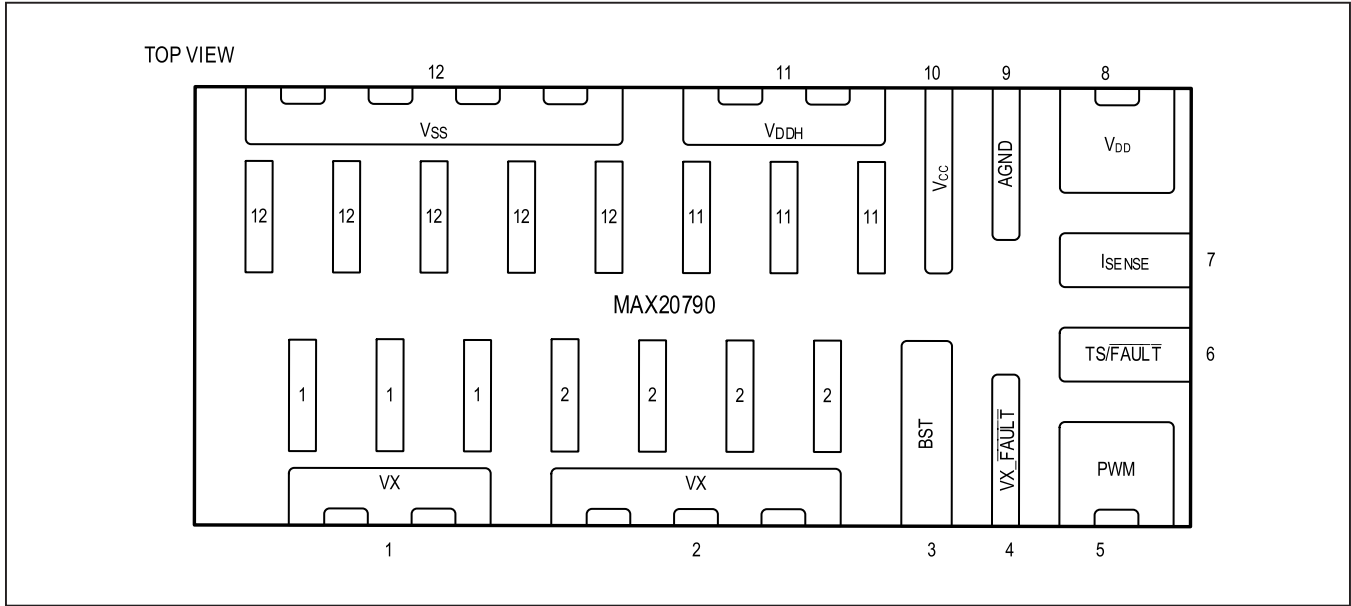 TOP VIEW
12 11 10 9 8
VSS VDDH VCC AGND VDD
12 12 12 12 12 11 11 11
ISENSE 7
MAX20790
TS/FAULT 6
1 1 1 2 2 2 2
BST VX_FAULT PWM
VX VX
1 2 3 4 5